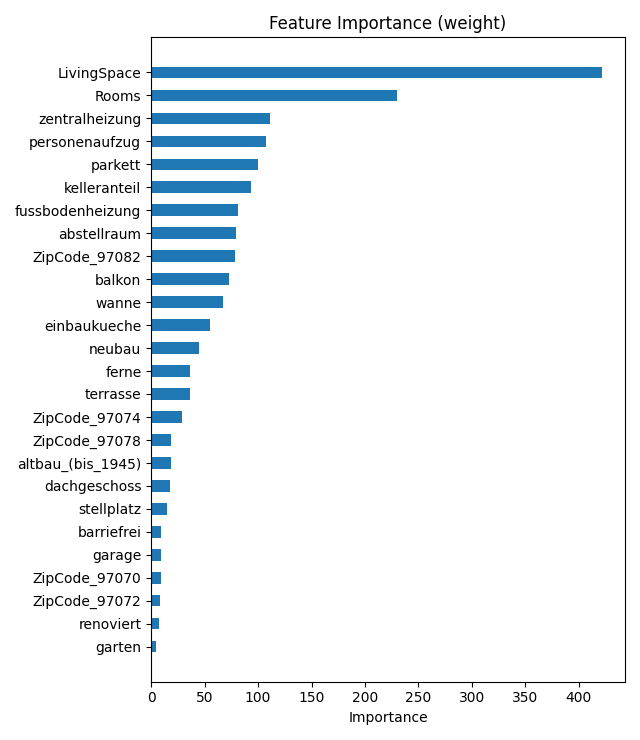 Feature Importance (weight)
LivingSpace
Rooms
zentralheizung
personenaufzug
parkett
kelleranteil
fussbodenheizung
abstellraum
ZipCode_97082
balkon
wanne
einbaukueche
neubau
ferne
terrasse
ZipCode_97074
ZipCode_97078
altbau_(bis_1945)
dachgeschoss
stellplatz
barriefrei
garage
ZipCode_97070
ZipCode_97072
renoviert
garten
0 50 100 150 200 250 300 350 400
Importance